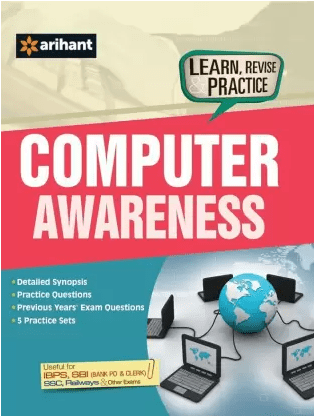 arihant
LEARN, REVISE
& PRACTICE
COMPUTER
AWARENESS
• Detailed Synopsis
• Practice Questions
• Previous Years' Exam Questions
• 5 Practice Sets
Useful for
IBPS, SBI (BANK PO & CLERK)
SSC, Railways & Other Exams